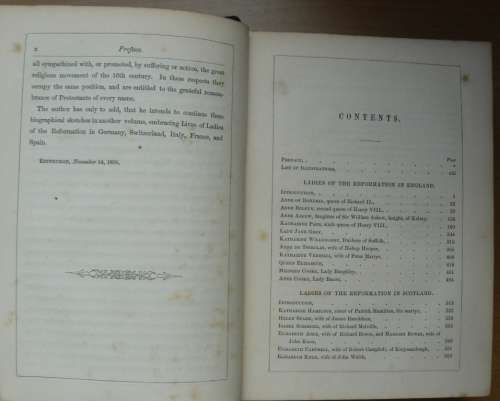 x Preface.
all sympathised with, or promoted, by suffering or action, the great
religious movement of the 16th century. In these respects they
occupy the same position, and are entitled to the grateful remem-
brance of Protestants of every name.
The author has only to add, that he intends to continue these
biographical sketches in another volume, embracing Lives of Ladies
of the Reformation in Germany, Switzerland, Italy, France, and
Spain.
Edinburgh, November 14, 1854.
CONTENTS.
Page
Preface,
List of Illustrations,
LADIES OF THE REFORMATION IN ENGLAND.
Introduction,
Anne of Bohemia, queen of Richard II.,
Anne Boleyn, second queen of Henry VIII.,
Anne Askew, daughter of Sir William Askew, knight, of Kelsey,
Katharine Parr, sixth queen of Henry VIII.,
Lady Jane Grey,
Katharine Willoughby, Duchess of Suffolk,
Anne de Tserclas, wife of Bishop Hooper,
Katharine Vermilia, wife of Peter Martyr,
Queen Elizabeth,
Mildred Cooke, Lady Burghley,
Anne Cooke, Lady Bacon,
LADIES OF THE REFORMATION IN SCOTLAND.
Introduction,
Katharine Hamilton, sister of Patrick Hamilton, the martyr,
Helen Stark, wife of James Ranaldson,
Isabel Scrimger, wife of Richard Melville,
Elizabeth Aske, wife of Richard Bowes, and Marjory Bowes, wife of
John Knox,
Elizabeth Campbell, wife of Robert Campbell, of Kinyeancleugh,
Elizabeth Knox, wife of John Welsh,